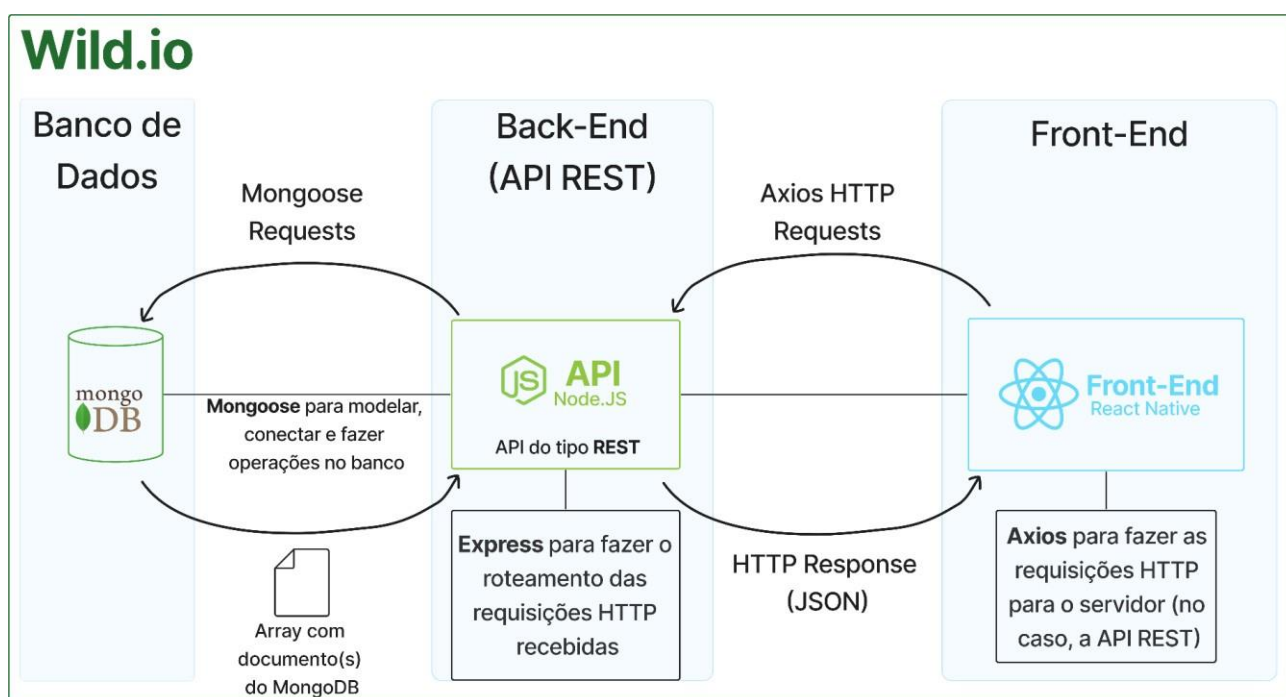 Wild.io
Banco de
Dados
Back-End
(API REST)
Front-End
Mongoose
Requests
Axios HTTP
Requests
mongo
DB
Mongoose para modelar,
conectar e fazer
operações no banco
JS
API
Node.JS
API do tipo REST
Front-End
React Native
Array com
documento(s)
do MongoDB
Express para fazer o
roteamento das
requisições HTTP
recebidas
HTTP Response
(JSON)
Axios para fazer as
requisições HTTP
para o servidor (no
caso, a API REST)